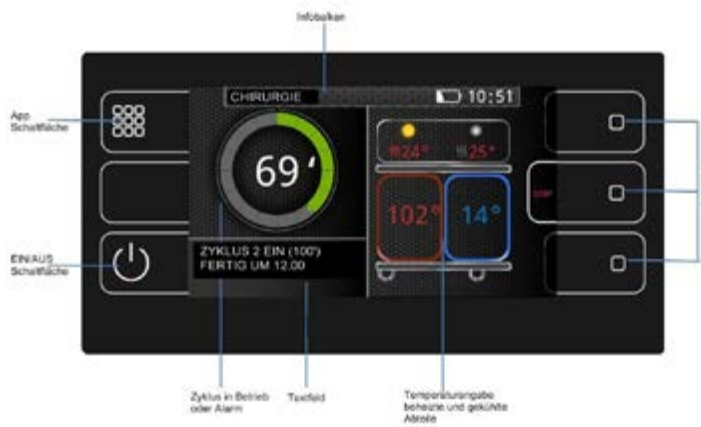 Infobalken
CHIRURGIE 10:51
App
Schaltfläche
69‘
24° 25°
102° 14°
STOP
EIN/AUS
Schaltfläche
ZYKLUS 2 EIN (100')
FERTIG UM 12.00
Zyklus in Betrieb
oder Alarm
Textfeld
Temperaturangabe
beheizte und gekühlte
Abteile